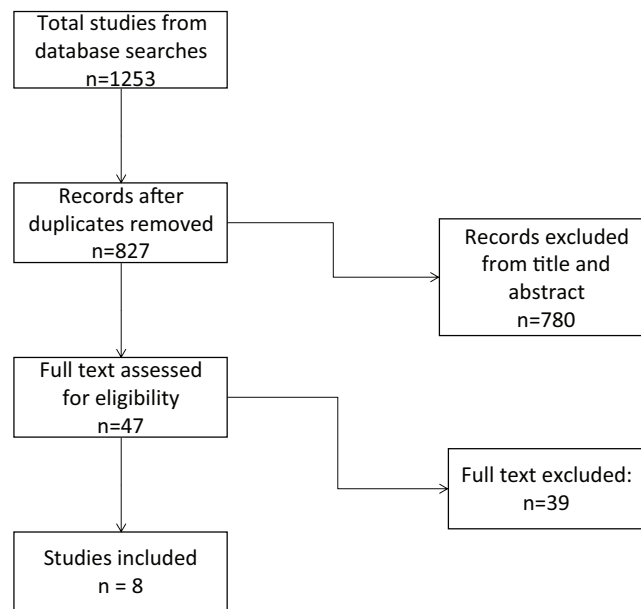 Total studies from
database searches
n=1253
Records after
duplicates removed
n=827
Records excluded
from title and
abstract
n=780
Full text assessed
for eligibility
n=47
Full text excluded:
n=39
Studies included
n = 8